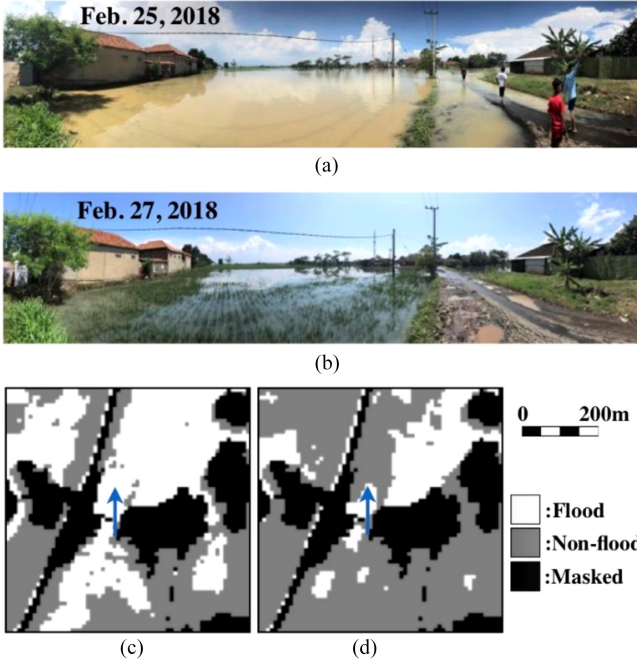 Feb. 25, 2018
(a)
Feb. 27, 2018
(b)
0 200m
:Flood
:Non-flood
:Masked
(c) (d)